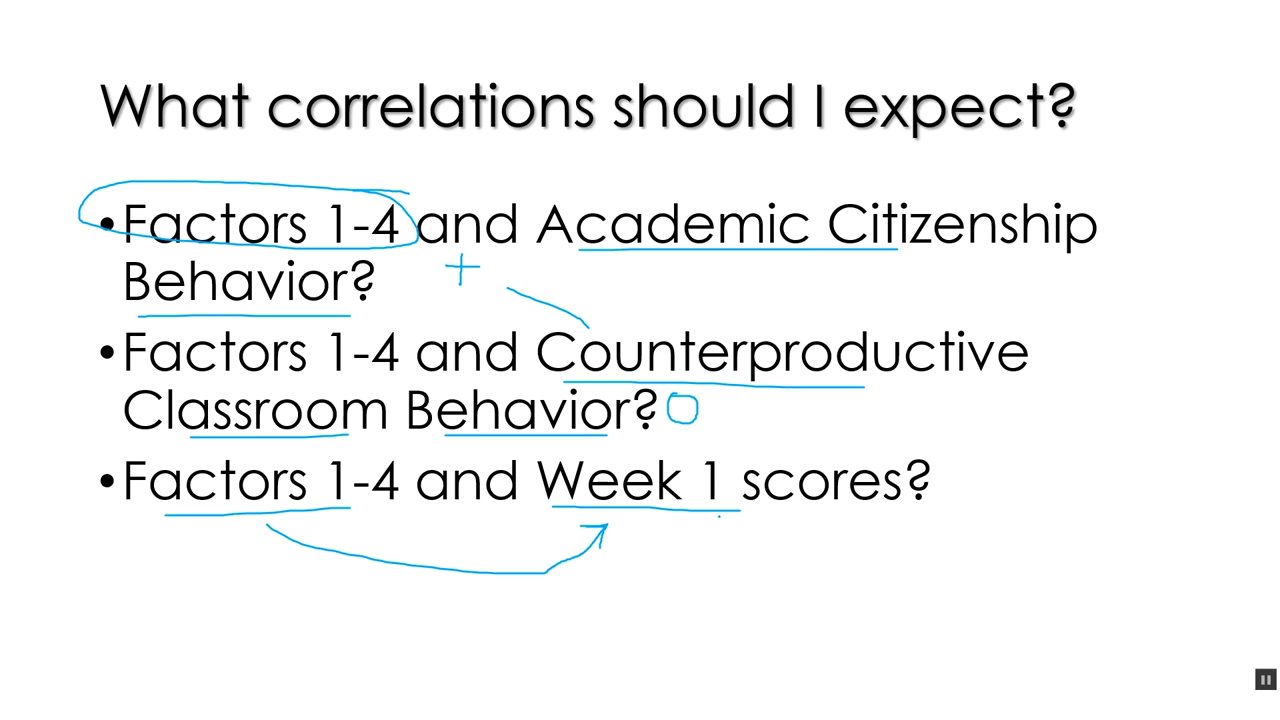 What correlations should I expect?
•Factors 1-4 and Academic Citizenship
Behavior? +
•Factors 1-4 and Counterproductive
Classroom Behavior? 0
•Factors 1-4 and Week 1 scores?